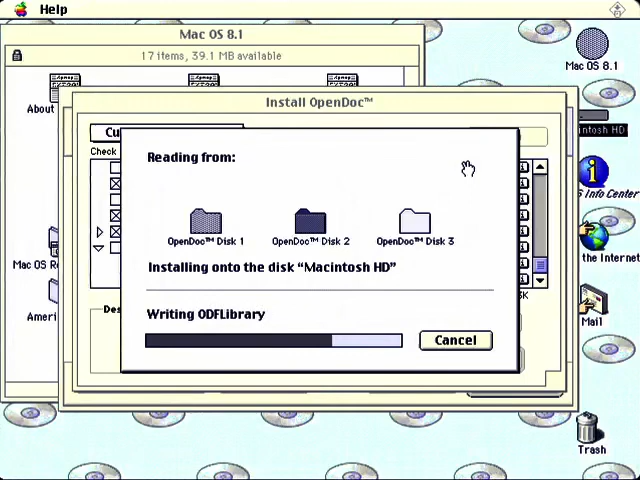 Help
Mac OS 8.1
17 items, 39.1 MB available
Mac OS 8.1
About
Install OpenDoc™
Cu
Check
intosh HD
Reading from:
Info Center
OpenDoc™ Disk 1
OpenDoc™ Disk 2
OpenDoc™ Disk 3
the Internet
Mac OS R
Installing onto the disk “Macintosh HD”
Ameri
Des
Writing ODFLibrary
Mail
Cancel
Trash